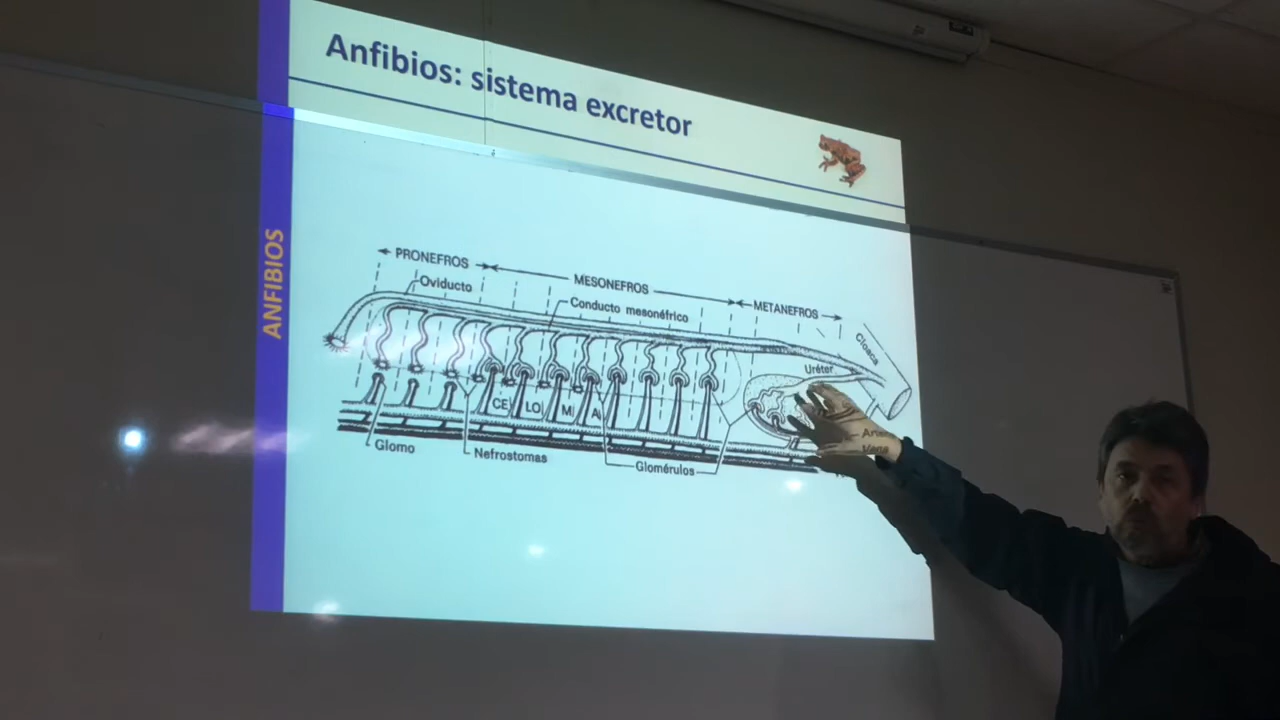 Anfibios: sistema excretor
ANFIBIOS
PRONEFROS
MESONEFROS
METANEFROS
Oviducto
Conducto mesonéfrico
Cloaca
Uréter
CE
LO
M
A
Glomo
Nefrostomas
Glomérulos